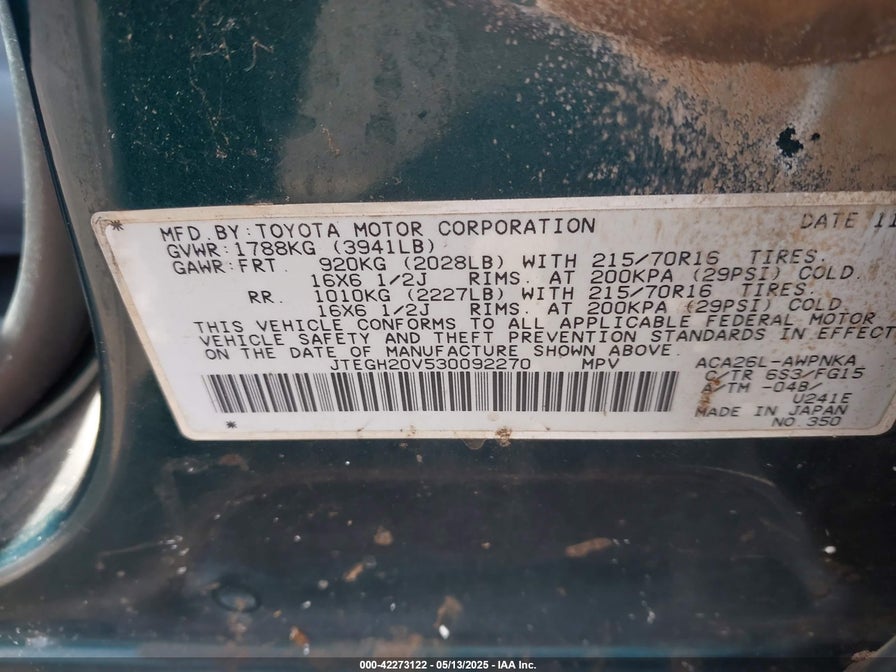 MFD. BY: TOYOTA MOTOR CORPORATION DATE 11
GVWR: 1788KG (3941LB)
GAWR: FRT. 920KG (2028LB) WITH 215/70R16 TIRES.
16X6 1/2J RIMS. AT 200KPA (29PSI) COLD.
RR. 1010KG (2227LB) WITH 215/70R16 TIRES.
16X6 1/2J RIMS. AT 200KPA (29PSI) COLD.
THIS VEHICLE CONFORMS TO ALL APPLICABLE FEDERAL MOTOR
VEHICLE SAFETY AND THEFT PREVENTION STANDARDS IN EFFECT
ON THE DATE OF MANUFACTURE SHOWN ABOVE.
JTEGH20V530092270 MPV
ACA26L-AWPNKA
C/TR 6S3/FG15
A/TM -04B/
U241E
MADE IN JAPAN
NO.350
000-42273122 - 05/13/2025 - IAA Inc.